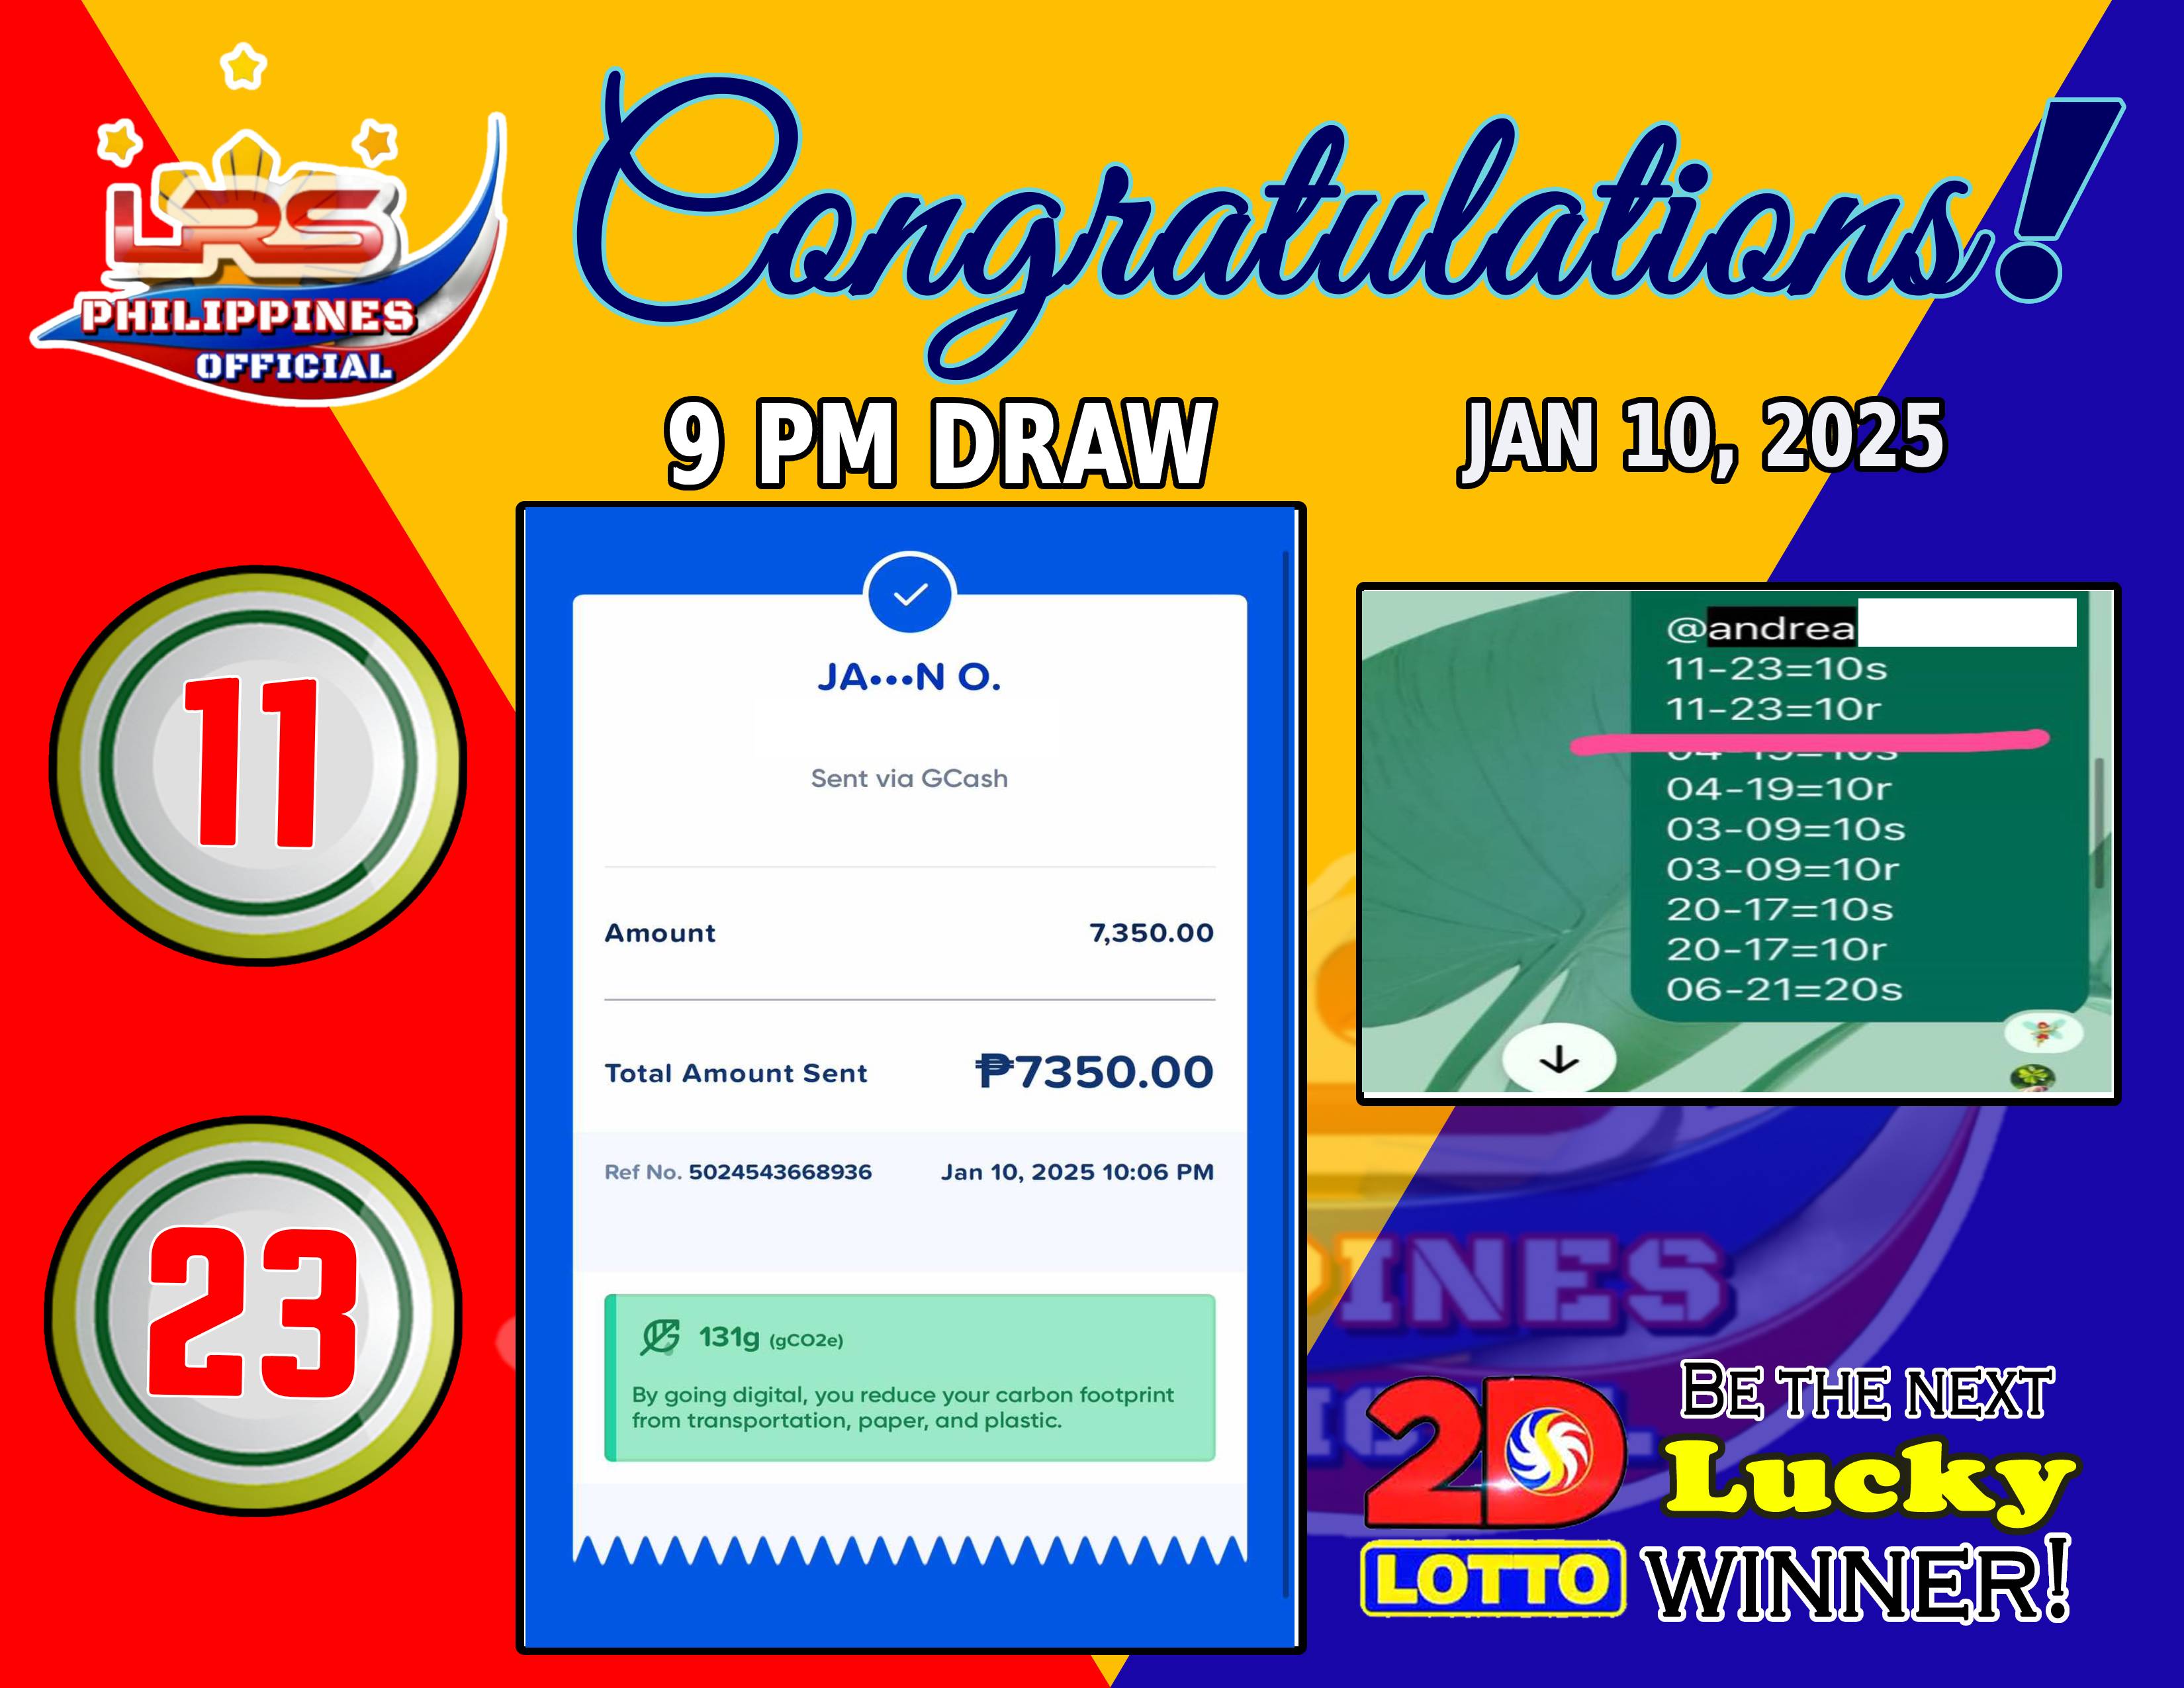 LRS
PHILIPPINES
OFFICIAL
Congratulations!
9 PM DRAW
JAN 10, 2025
11
23
JA•••N O.
Sent via GCash
Amount 7,350.00
Total Amount Sent ₱7350.00
Ref No. 5024543668936 Jan 10, 2025 10:06 PM
131g (gCO2e)
By going digital, you reduce your carbon footprint
from transportation, paper, and plastic.
@andrea
11-23=10s
11-23=10r
04-19=10s
04-19=10r
03-09=10s
03-09=10r
20-17=10s
20-17=10r
06-21=20s
PINES
2D
LOTTO
BE THE NEXT
Lucky
WINNER!